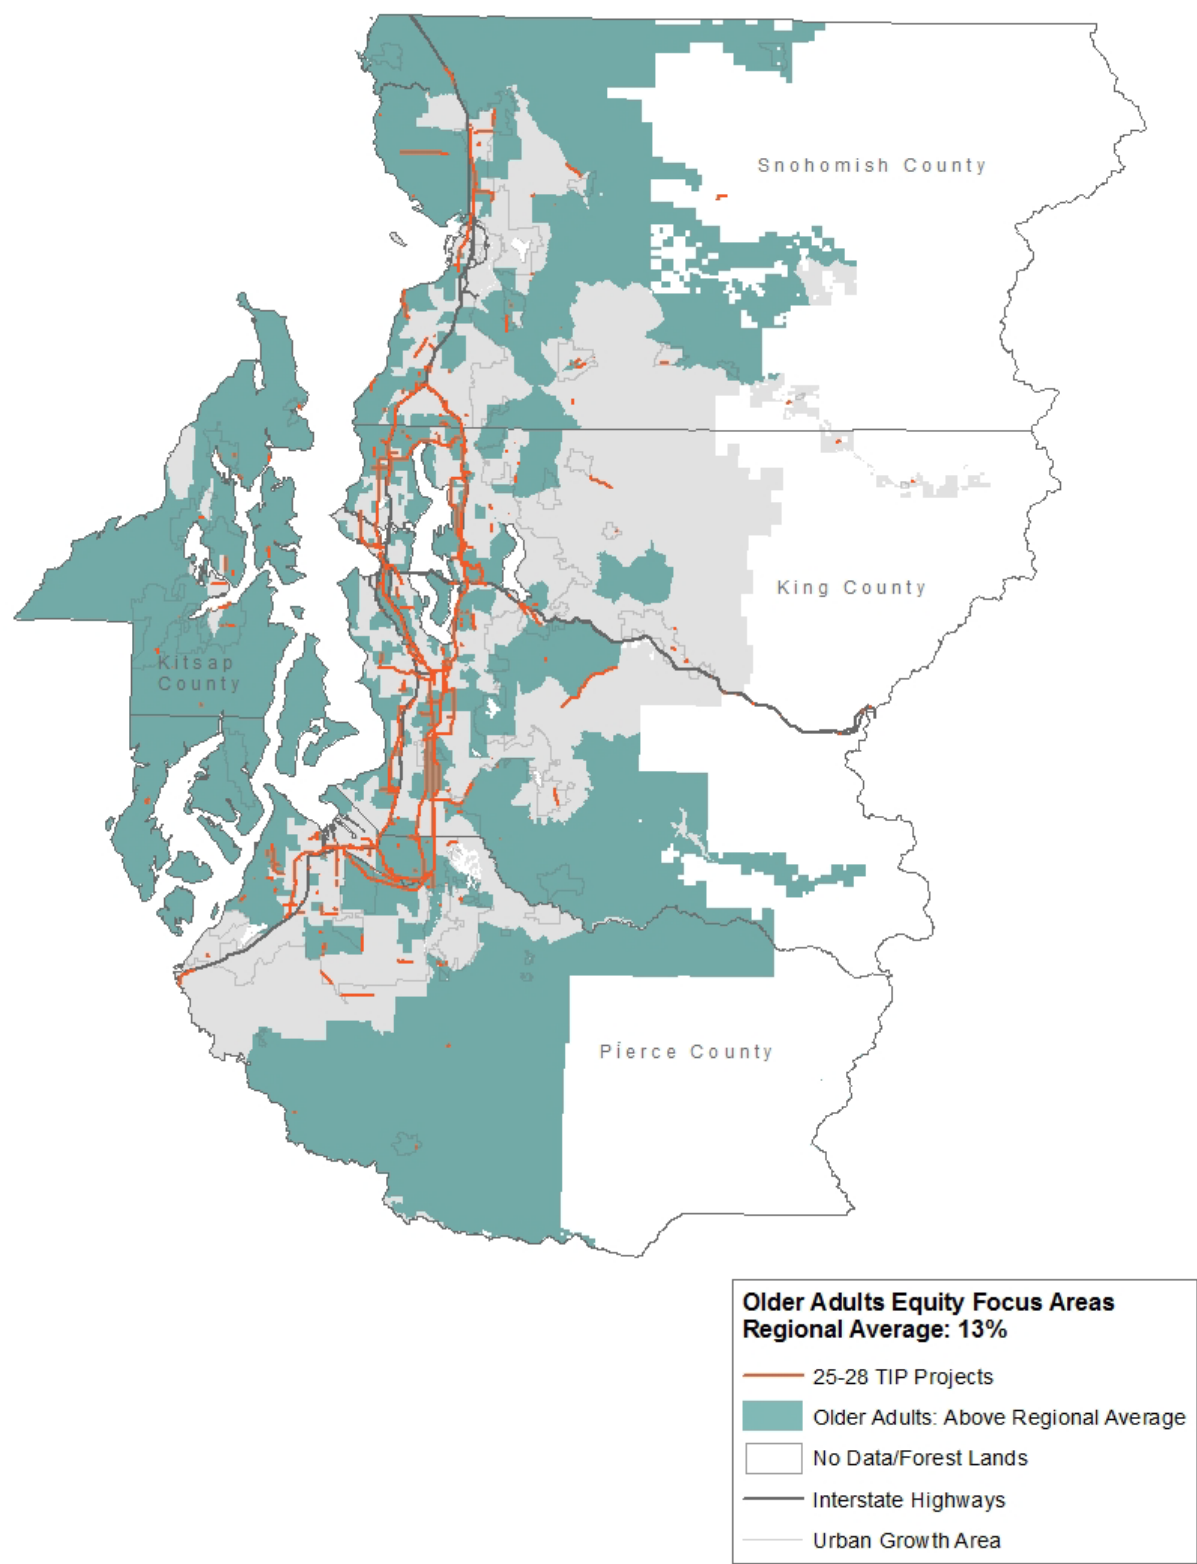 Snohomish County
King County
Kitsap
County
Pierce County
Older Adults Equity Focus Areas
Regional Average: 13%
25-28 TIP Projects
Older Adults: Above Regional Average
No Data/Forest Lands
Interstate Highways
Urban Growth Area